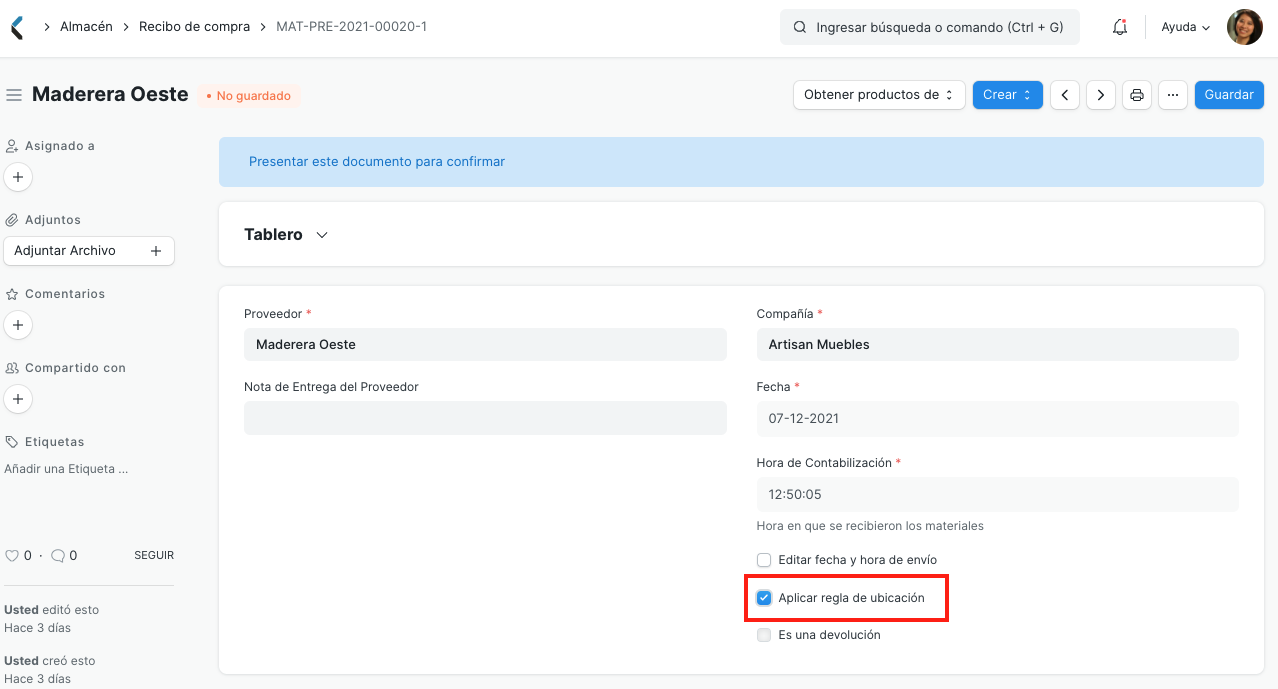 Almacén
Recibo de compra
MAT-PRE-2021-00020-1
Ingresar búsqueda o comando (Ctrl + G)
Ayuda
Maderera Oeste
No guardado
Obtener productos de
Crear
...
Guardar
Asignado a
+
Adjuntos
Adjuntar Archivo +
Comentarios
+
Compartido con
+
Etiquetas
Añadir una Etiqueta ...
0 · 0
SEGUIR
Usted editó esto
Hace 3 días
Usted creó esto
Hace 3 días
Presentar este documento para confirmar
Tablero
Proveedor *
Maderera Oeste
Nota de Entrega del Proveedor
Compañía *
Artisan Muebles
Fecha *
07-12-2021
Hora de Contabilización *
12:50:05
Hora en que se recibieron los materiales
Editar fecha y hora de envío
Aplicar regla de ubicación
Es una devolución